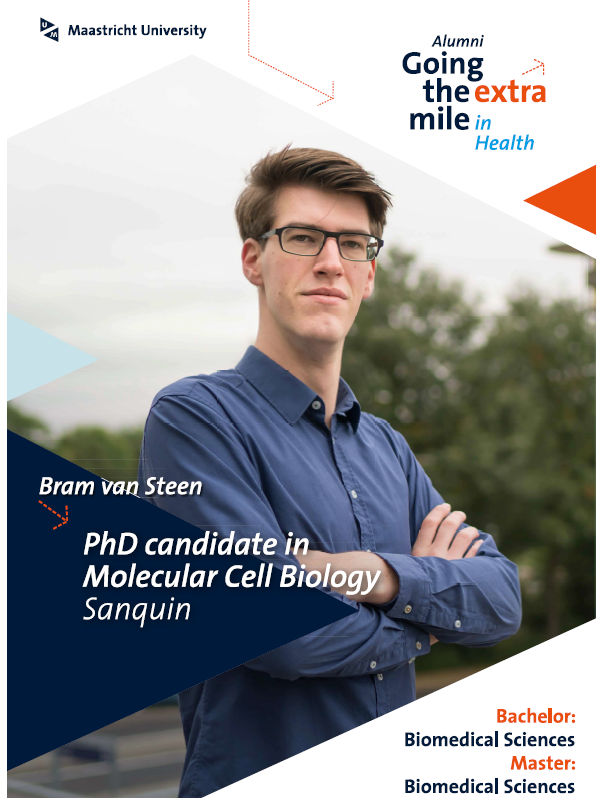 Maastricht University
Alumni
Going
the extra
mile in
Health
Bram van Steen
PhD candidate in
Molecular Cell Biology
Sanquin
Bachelor:
Biomedical Sciences
Master:
Biomedical Sciences